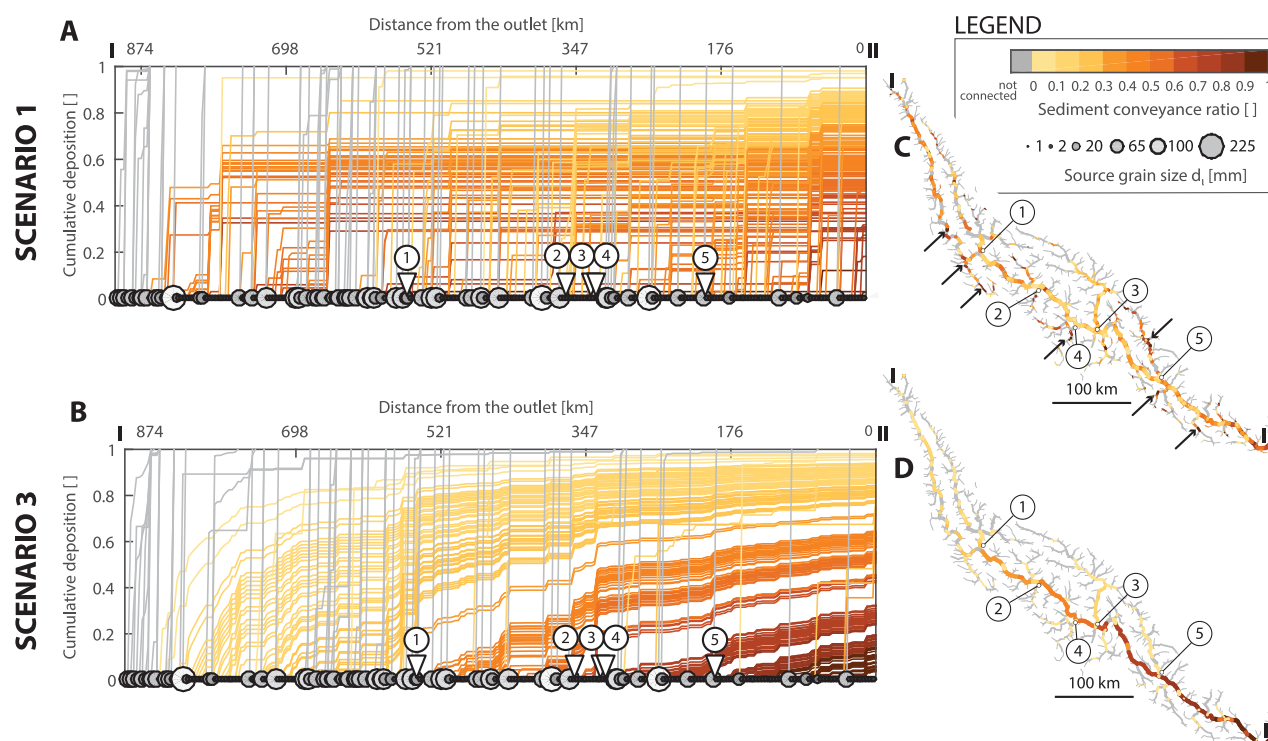 A
SCENARIO 1
Distance from the outlet [km]
I 874 698 521 347 176 0 II
Cumulative deposition [ ]
1
0.8
0.6
0.4
0.2
0
1 2 3 4 5
B
SCENARIO 3
Distance from the outlet [km]
I 874 698 521 347 176 0 II
Cumulative deposition [ ]
1
0.8
0.6
0.4
0.2
0
1 2 3 4 5
LEGEND
not connected
0 0.1 0.2 0.3 0.4 0.5 0.6 0.7 0.8 0.9 1
Sediment conveyance ratio [ ]
1 2 20 65 100 225
Source grain size d [mm]
C
I
1
2
3
4
5
100 km
D
I
1
2
3
4
5
100 km